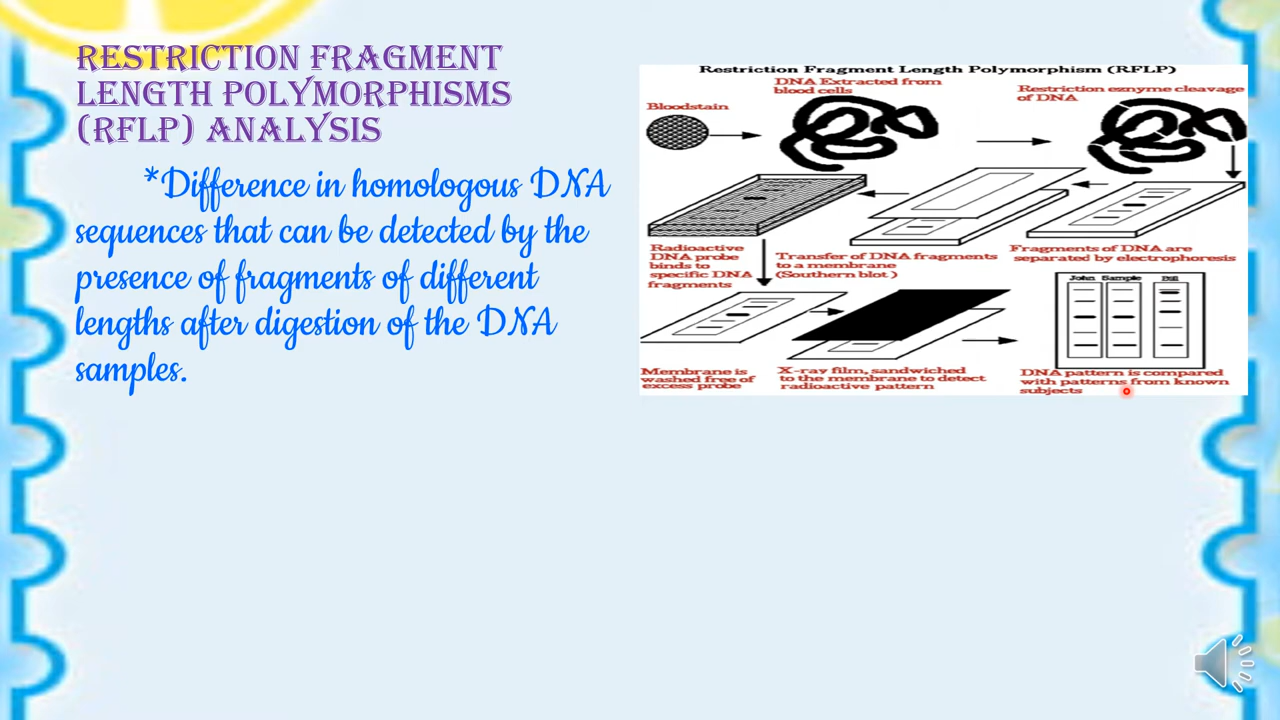 RESTRICTION FRAGMENT
LENGTH POLYMORPHISMS
(RFLP) ANALYSIS
*Difference in homologous DNA
sequences that can be detected by the
presence of fragments of different
lengths after digestion of the DNA
samples.
Restriction Fragment Length Polymorphism (RFLP)
Bloodstain
DNA Extracted from
blood cells
Restriction eznyme cleavage
of DNA
Fragments of DNA are
separated by electrophoresis
Transfer of DNA fragments
to a membrane
(Southern blot )
Radioactive
DNA probe
binds to
specific DNA
fragments
Membrane is
washed free of
excess probe
X-ray film, sandwiched
to the membrane to detect
radioactive pattern
John Sample Bill
DNA pattern is compared
with patterns from known
subjects